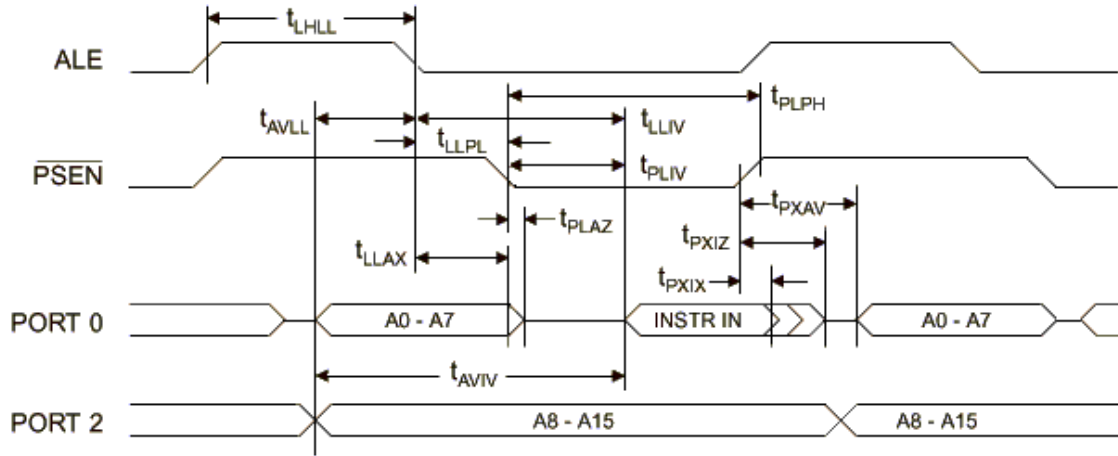 tLHLL
ALE
tPLPH
tAVLL
tLLIV
tLLPL
PSEN
tPLIV
tPXAV
tPLAZ
tPXIZ
tLLAX
tPXIX
PORT 0 A0 - A7 INSTR IN A0 - A7
tAVIV
PORT 2 A8 - A15 A8 - A15